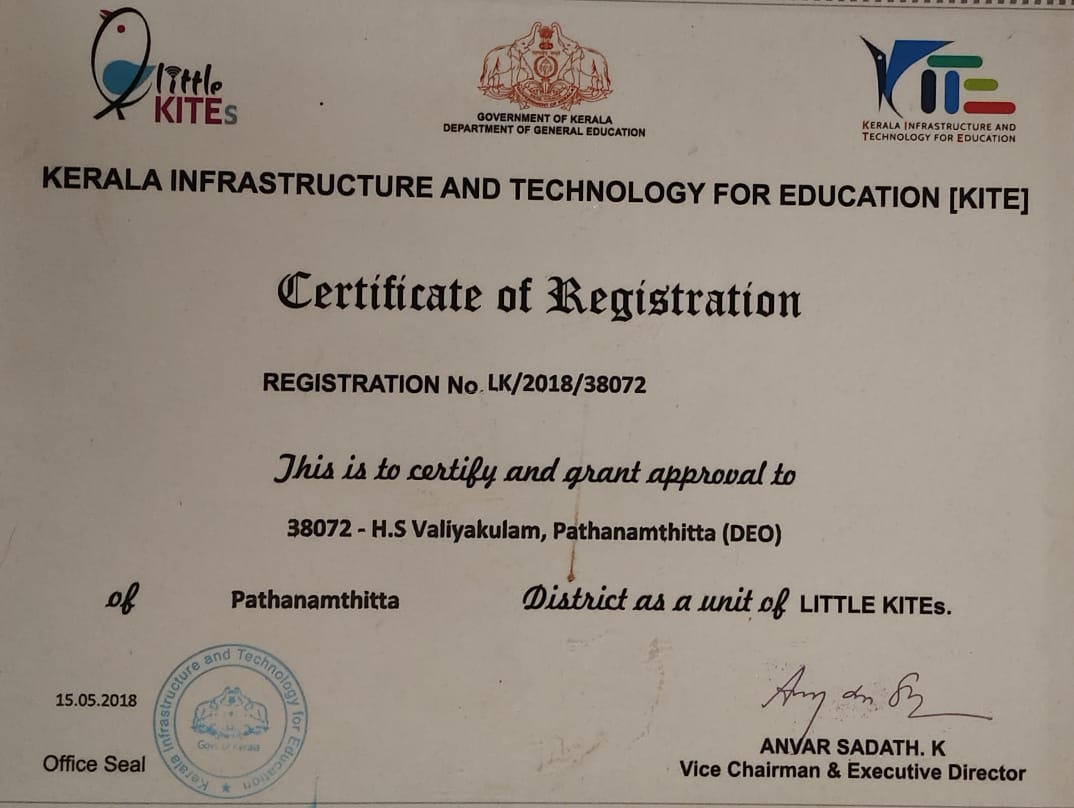 little
KITEs
GOVERNMENT OF KERALA
DEPARTMENT OF GENERAL EDUCATION
KITE
KERALA INFRASTRUCTURE AND
TECHNOLOGY FOR EDUCATION
KERALA INFRASTRUCTURE AND TECHNOLOGY FOR EDUCATION [KITE]
Certificate of Registration
REGISTRATION No. LK/2018/38072
This is to certify and grant approval to
38072 - H.S Valiyakulam, Pathanamthitta (DEO)
of Pathanamthitta District as a unit of LITTLE KITEs.
15.05.2018
Office Seal
Kerala Infrastructure and Technology for Education
Govt of Kerala
ANVAR SADATH. K
Vice Chairman & Executive Director